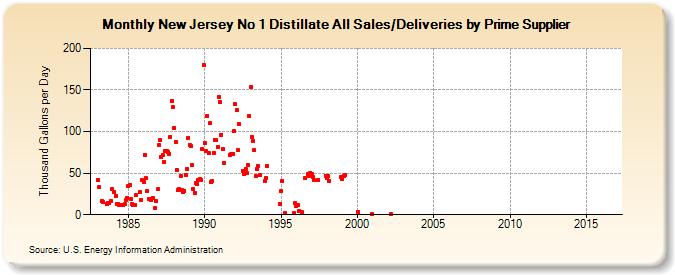 Monthly New Jersey No 1 Distillate All Sales/Deliveries by Prime Supplier
Thousand Gallons per Day
200
150
100
50
0
1985 1990 1995 2000 2005 2010 2015
Source: U.S. Energy Information Administration